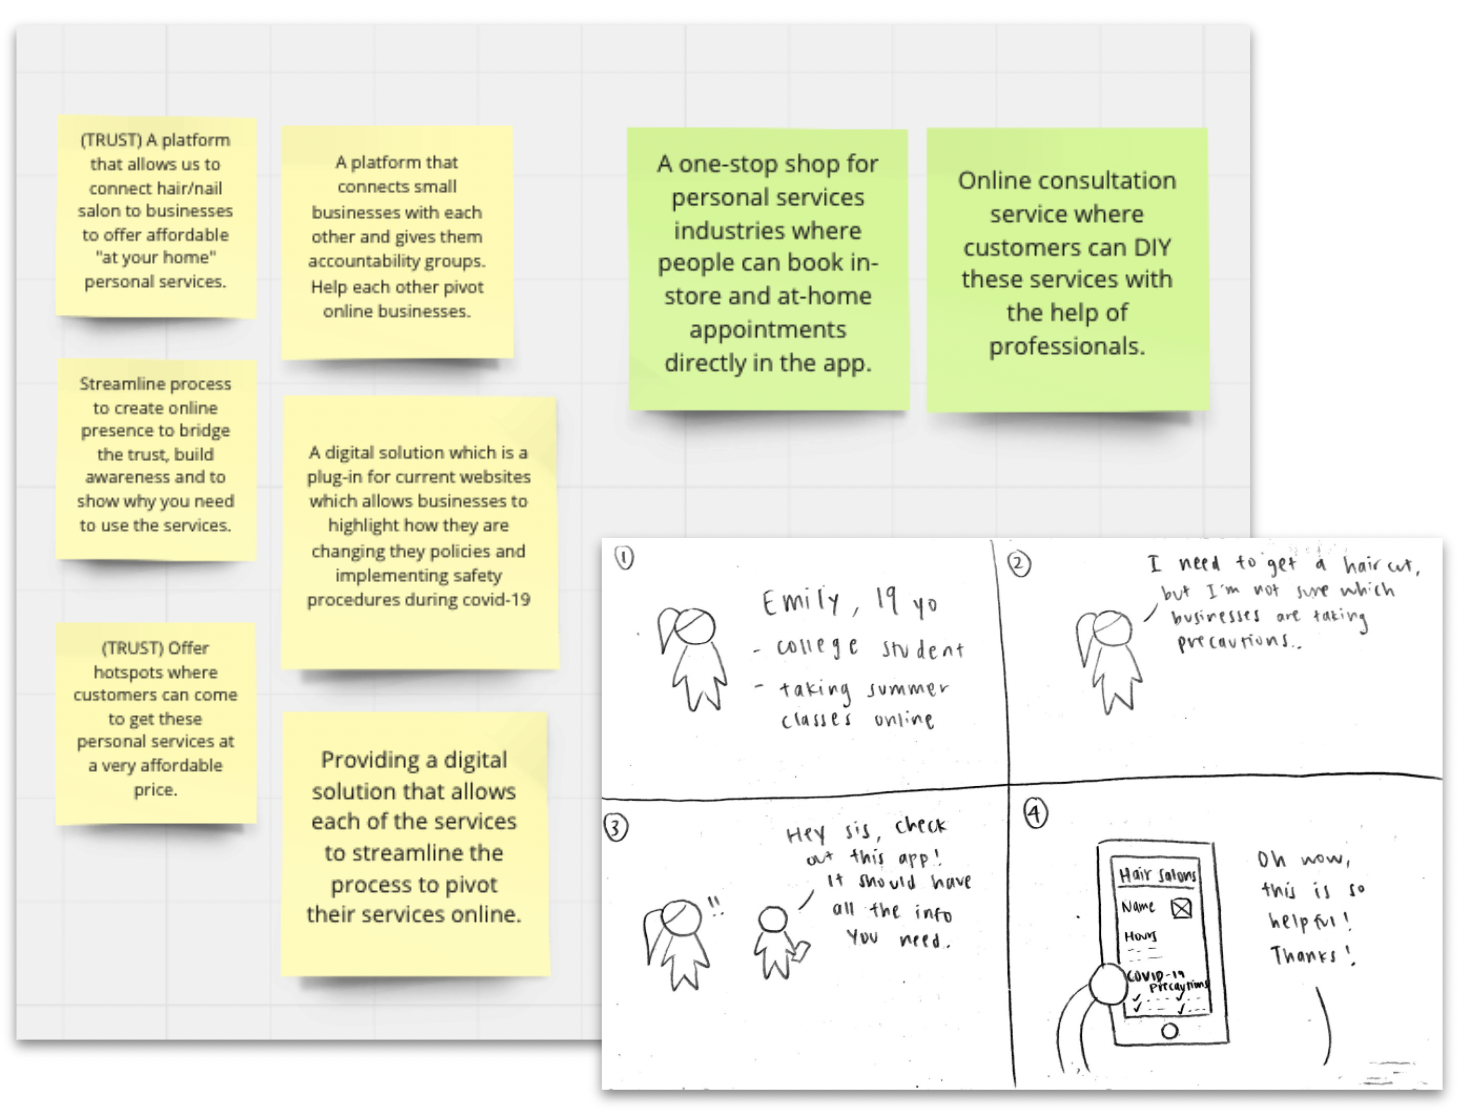 (TRUST) A platform
that allows us to
connect hair/nail
salon to businesses
to offer affordable
"at your home"
personal services.
A platform that
connects small
businesses with each
other and gives them
accountability groups.
Help each other pivot
online businesses.
A one-stop shop for
personal services
industries where
people can book in-
store and at-home
appointments
directly in the app.
Online consultation
service where
customers can DIY
these services with
the help of
professionals.
Streamline process
to create online
presence to bridge
the trust, build
awareness and to
show why you need
to use the services.
A digital solution which is a
plug-in for current websites
which allows businesses to
highlight how they are
changing they policies and
implementing safety
procedures during covid-19
(TRUST) Offer
hotspots where
customers can come
to get these
personal services at
a very affordable
price.
Providing a digital
solution that allows
each of the services
to streamline the
process to pivot
their services online.
1
Emily, 19 yo
- college student
- taking summer
classes online
2
I need to get a haircut,
but I'm not sure which
businesses are taking
precautions..
3
Hey sis, check
out this app!
It should have
all the info
you need.
!!
4
Hair Salons
Name
Hours
COVID-19
Precautions
Oh wow,
this is so
helpful!
Thanks!